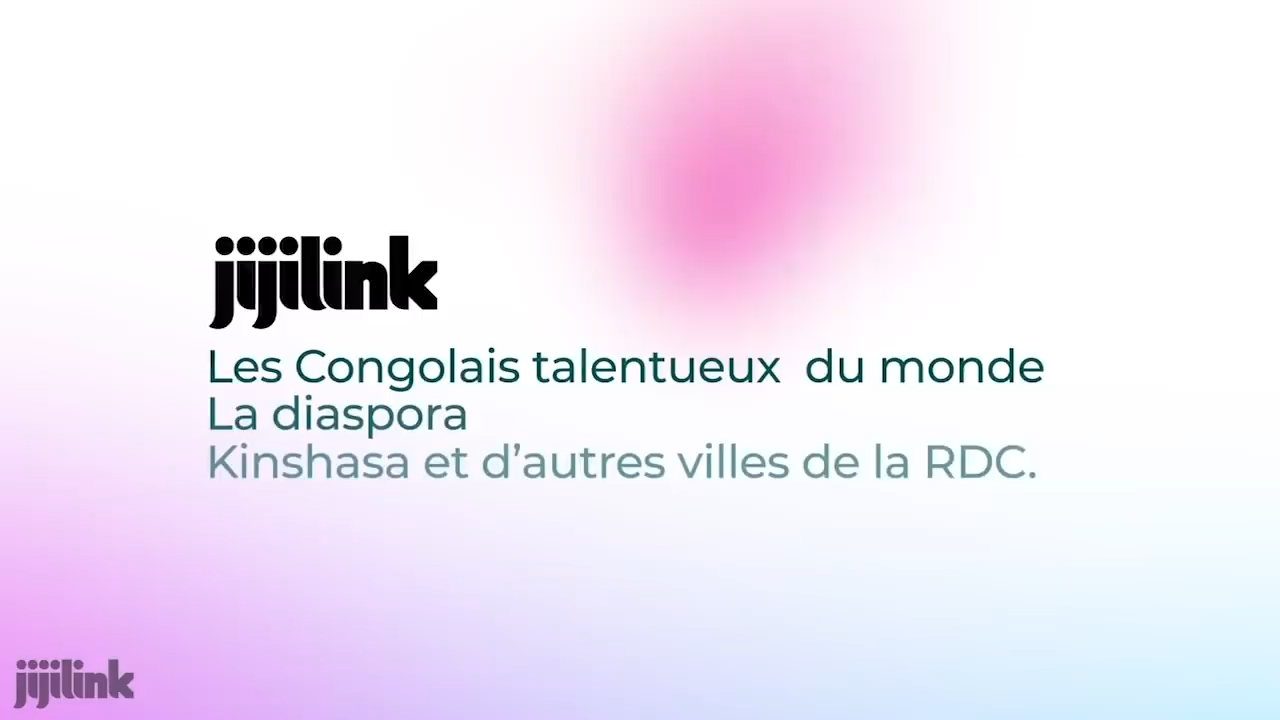 jijilink
Les Congolais talentueux  du monde
La diaspora
Kinshasa et d’autres villes de la RDC.
jijilink